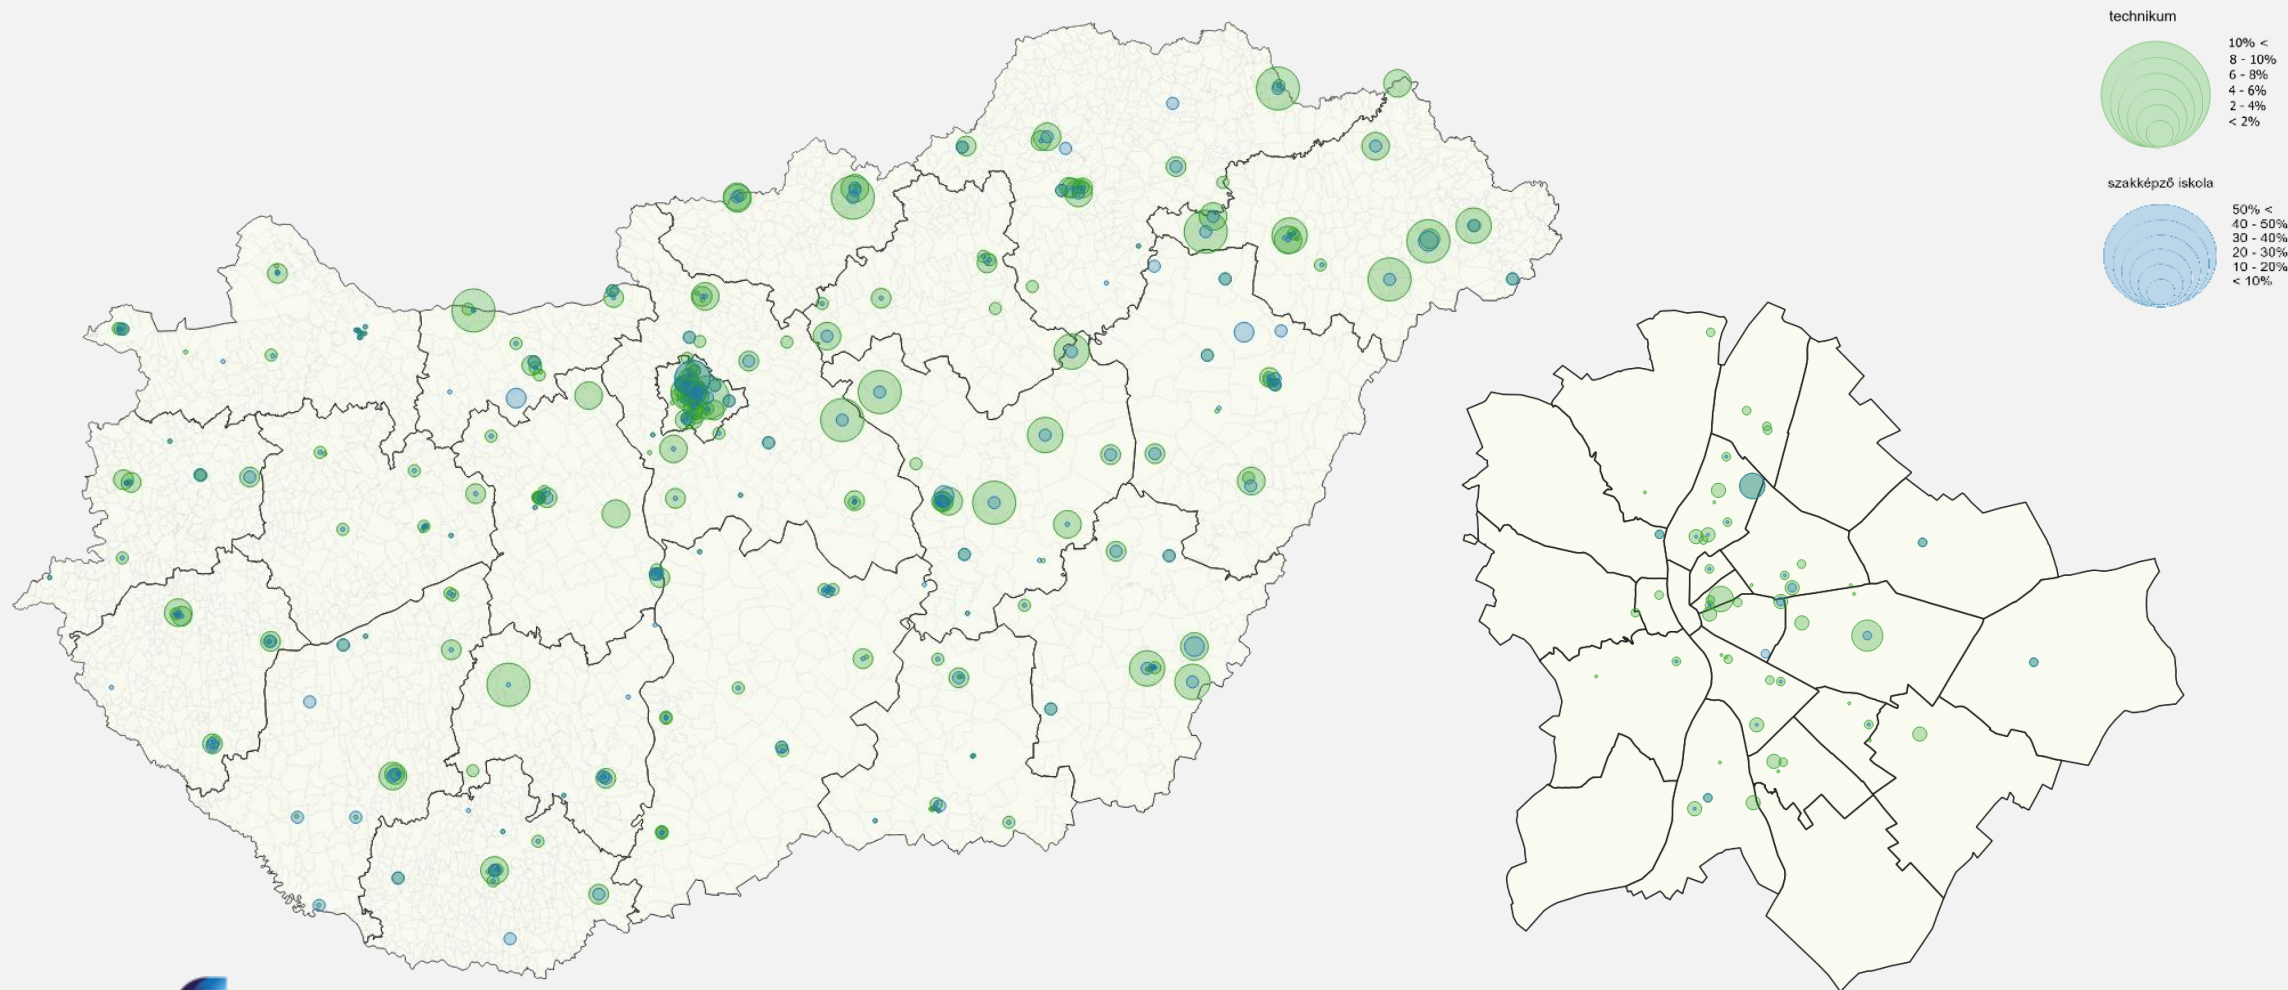 technikum
10% <
8 - 10%
6 - 8%
4 - 6%
2 - 4%
< 2%
szakképző iskola
50% <
40 - 50%
30 - 40%
20 - 30%
10 - 20%
< 10%